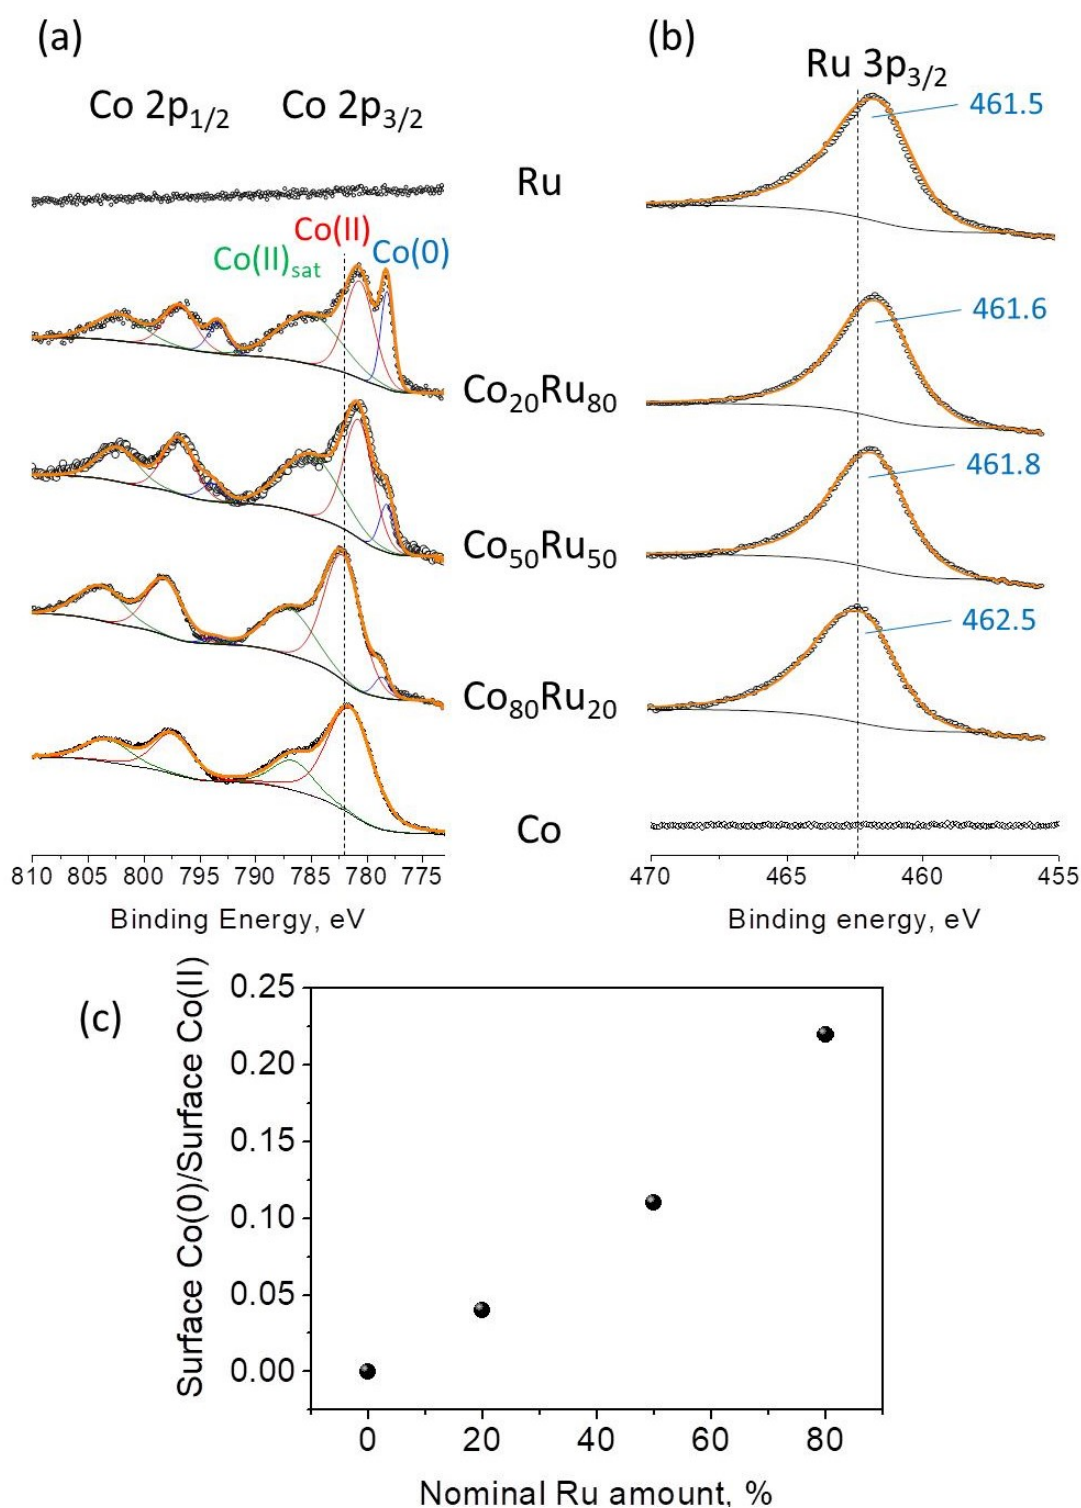 (a)
Co 2p1/2 Co 2p3/2
Co(II)sat Co(II) Co(0)
Ru
Co20Ru80
Co50Ru50
Co80Ru20
Co
810 805 800 795 790 785 780 775
Binding Energy, eV
(b)
Ru 3p3/2
461.5
461.6
461.8
462.5
470 465 460 455
Binding energy, eV
(c)
Surface Co(0)/Surface Co(II)
0.25
0.20
0.15
0.10
0.05
0.00
0 20 40 60 80
Nominal Ru amount, %